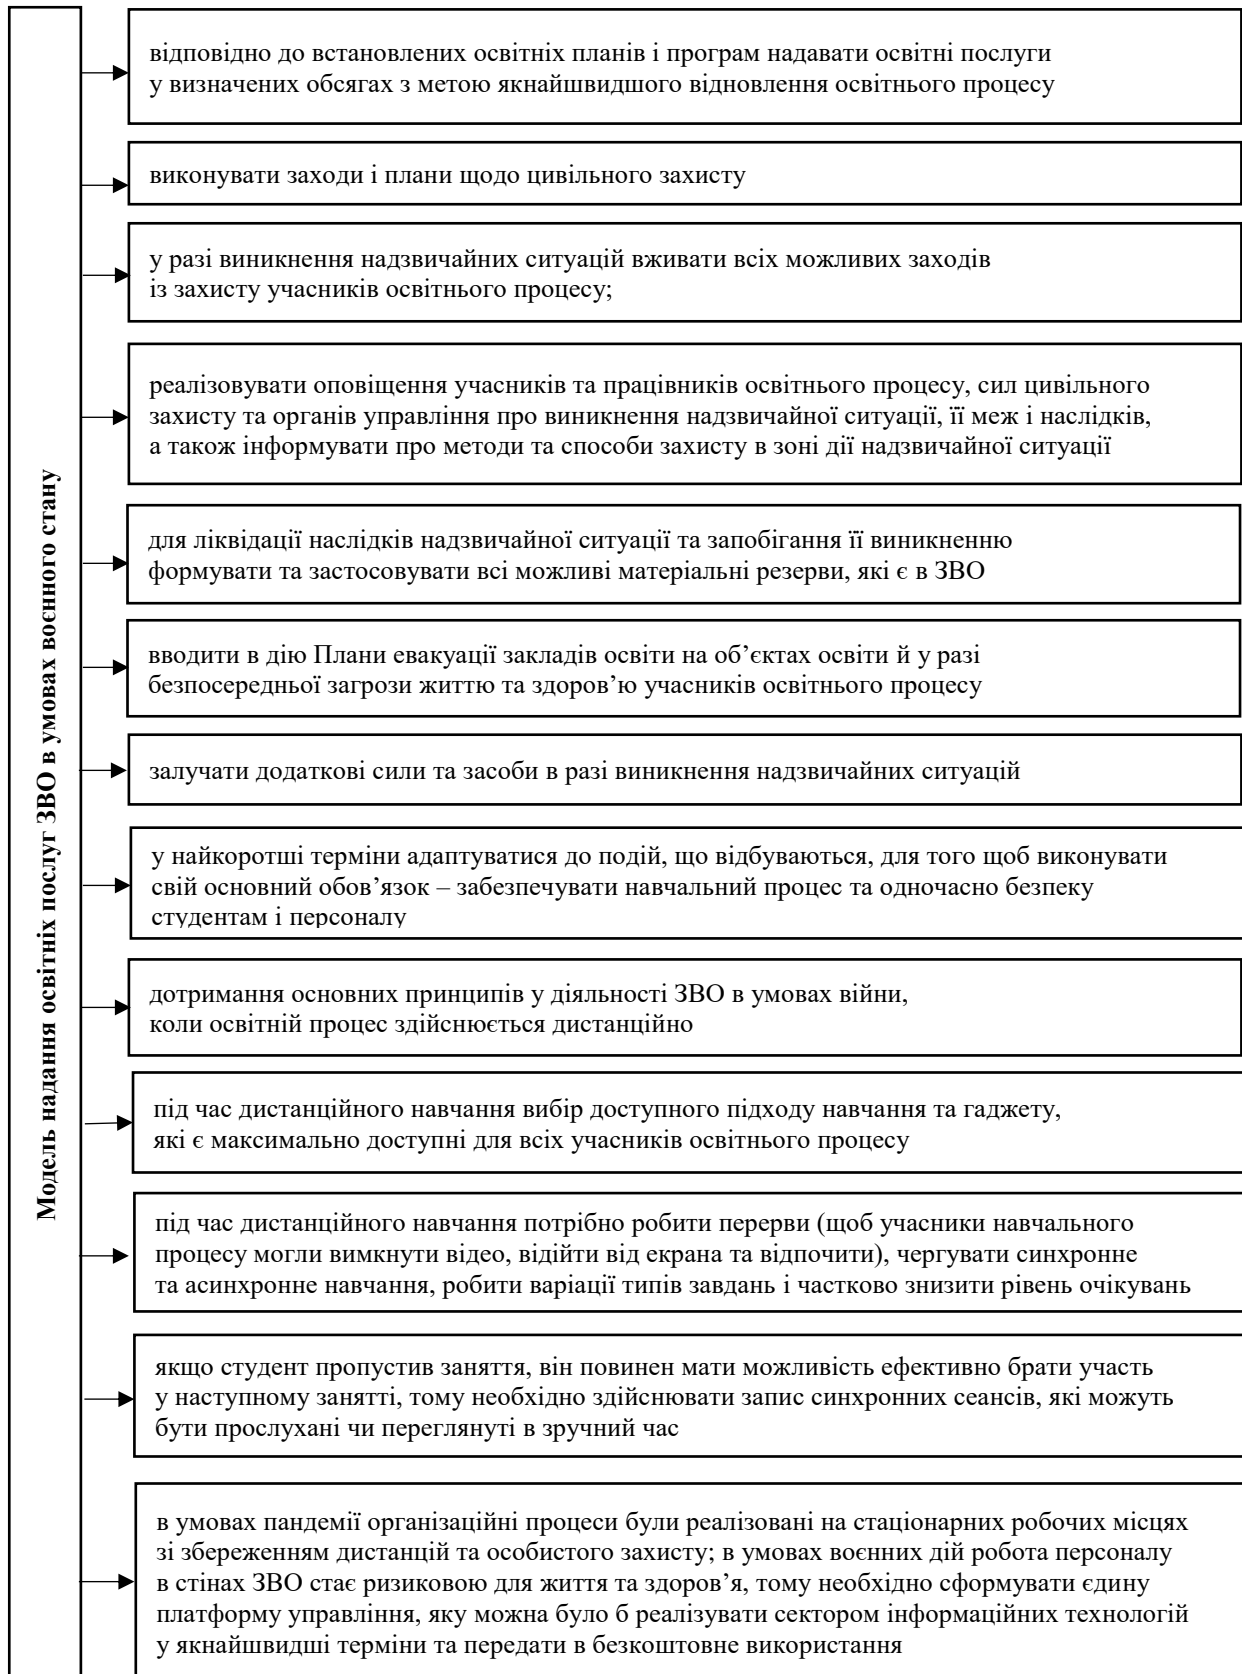 Модель надання освітніх послуг ЗВО в умовах воєнного стану
відповідно до встановлених освітніх планів і програм надавати освітні послуги
у визначених обсягах з метою якнайшвидшого відновлення освітнього процесу
виконувати заходи і плани щодо цивільного захисту
у разі виникнення надзвичайних ситуацій вживати всіх можливих заходів
із захисту учасників освітнього процесу;
реалізовувати оповіщення учасників та працівників освітнього процесу, сил цивільного
захисту та органів управління про виникнення надзвичайної ситуації, її меж і наслідків,
а також інформувати про методи та способи захисту в зоні дії надзвичайної ситуації
для ліквідації наслідків надзвичайної ситуації та запобігання її виникненню
формувати та застосовувати всі можливі матеріальні резерви, які є в ЗВО
вводити в дію Плани евакуації закладів освіти на об’єктах освіти й у разі
безпосередньої загрози життю та здоров’ю учасників освітнього процесу
залучати додаткові сили та засоби в разі виникнення надзвичайних ситуацій
у найкоротші терміни адаптуватися до подій, що відбуваються, для того щоб виконувати
свій основний обов’язок – забезпечувати навчальний процес та одночасно безпеку
студентам і персоналу
дотримання основних принципів у діяльності ЗВО в умовах війни,
коли освітній процес здійснюється дистанційно
під час дистанційного навчання вибір доступного підходу навчання та гаджету,
які є максимально доступні для всіх учасників освітнього процесу
під час дистанційного навчання потрібно робити перерви (щоб учасники навчального
процесу могли вимкнути відео, відійти від екрана та відпочити), чергувати синхронне
та асинхронне навчання, робити варіації типів завдань і частково знизити рівень очікувань
якщо студент пропустив заняття, він повинен мати можливість ефективно брати участь
у наступному занятті, тому необхідно здійснювати запис синхронних сеансів, які можуть
бути прослухані чи переглянуті в зручний час
в умовах пандемії організаційні процеси були реалізовані на стаціонарних робочих місцях
зі збереженням дистанцій та особистого захисту; в умовах воєнних дій робота персоналу
в стінах ЗВО стає ризиковою для життя та здоров’я, тому необхідно сформувати єдину
платформу управління, яку можна було б реалізувати сектором інформаційних технологій
у якнайшвидші терміни та передати в безкоштовне використання